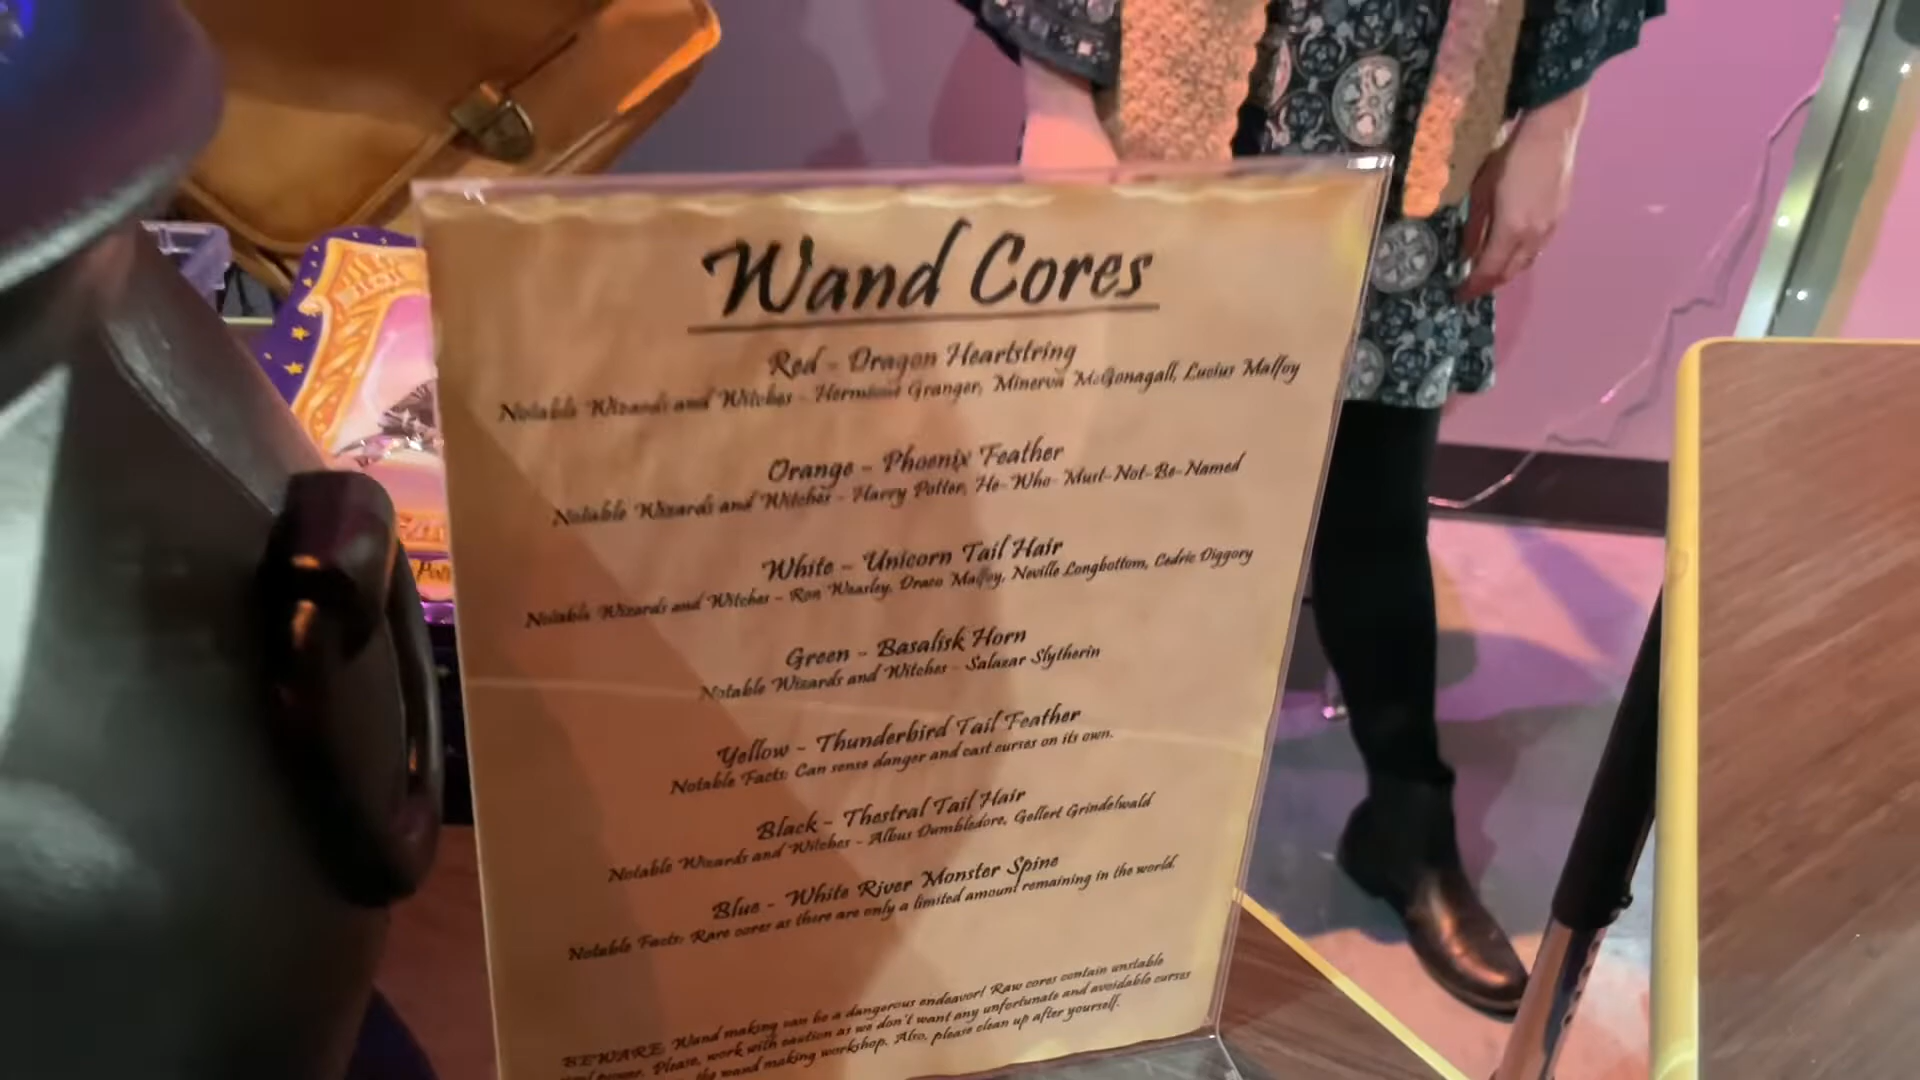 Wand Cores
Red - Dragon Heartstring
Notable Wizards and Witches - Hermione Granger, Minerva McGonagall, Lucius Malfoy
Orange - Phoenix Feather
Notable Wizards and Witches - Harry Potter, He-Who-Must-Not-Be-Named
White - Unicorn Tail Hair
Notable Wizards and Witches - Ron Weasley, Draco Malfoy, Neville Longbottom, Cedric Diggory
Green - Basalisk Horn
Notable Wizards and Witches - Salazar Slytherin
Yellow - Thunderbird Tail Feather
Notable Facts: Can sense danger and cast curses on its own.
Black - Thestral Tail Hair
Notable Wizards and Witches - Albus Dumbledore, Gellert Grindelwald
Blue - White River Monster Spine
Notable Facts: Rare cores as there are only a limited amount remaining in the world.
BEWARE: Wand making can be a dangerous endeavor! Raw cores contain unstable
power. Please, work with caution as we don't want any unfortunate and avoidable curses
the wand making workshop. Also, please clean up after yourself.